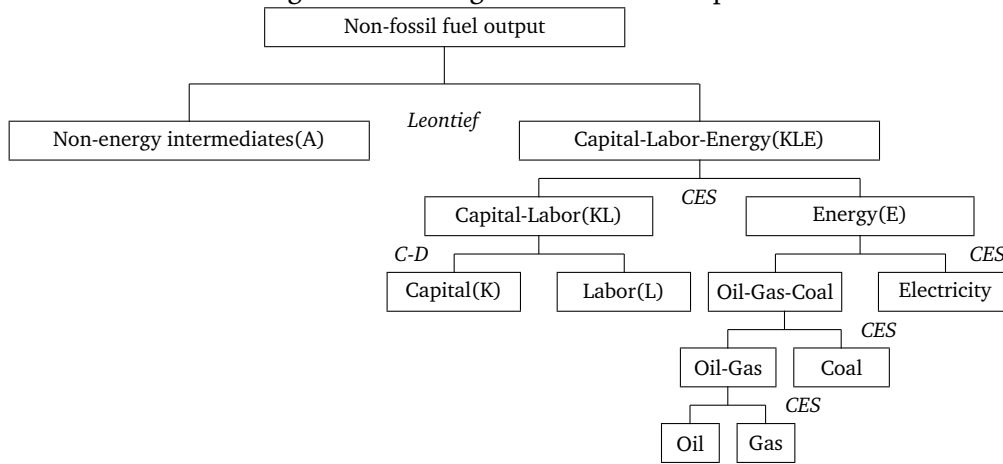 Non-fossil fuel output
Leontief
Non-energy intermediates(A)
Capital-Labor-Energy(KLE)
CES
Capital-Labor(KL)
Energy(E)
C-D
CES
Capital(K)
Labor(L)
Oil-Gas-Coal
Electricity
CES
Oil-Gas
Coal
CES
Oil
Gas